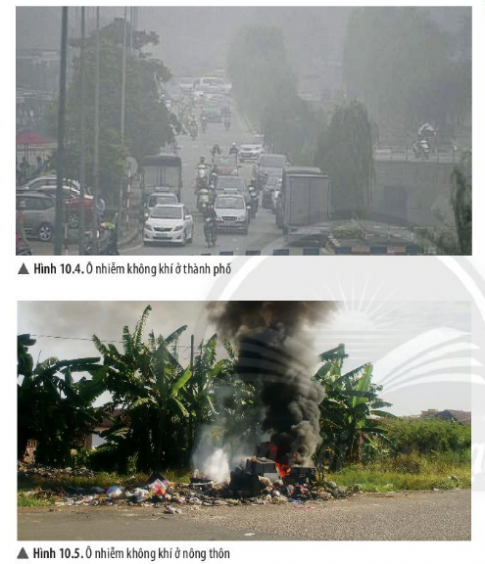 ▲ Hình 10.4. Ô nhiễm không khí ở thành phố
▲ Hình 10.5. Ô nhiễm không khí ở nông thôn